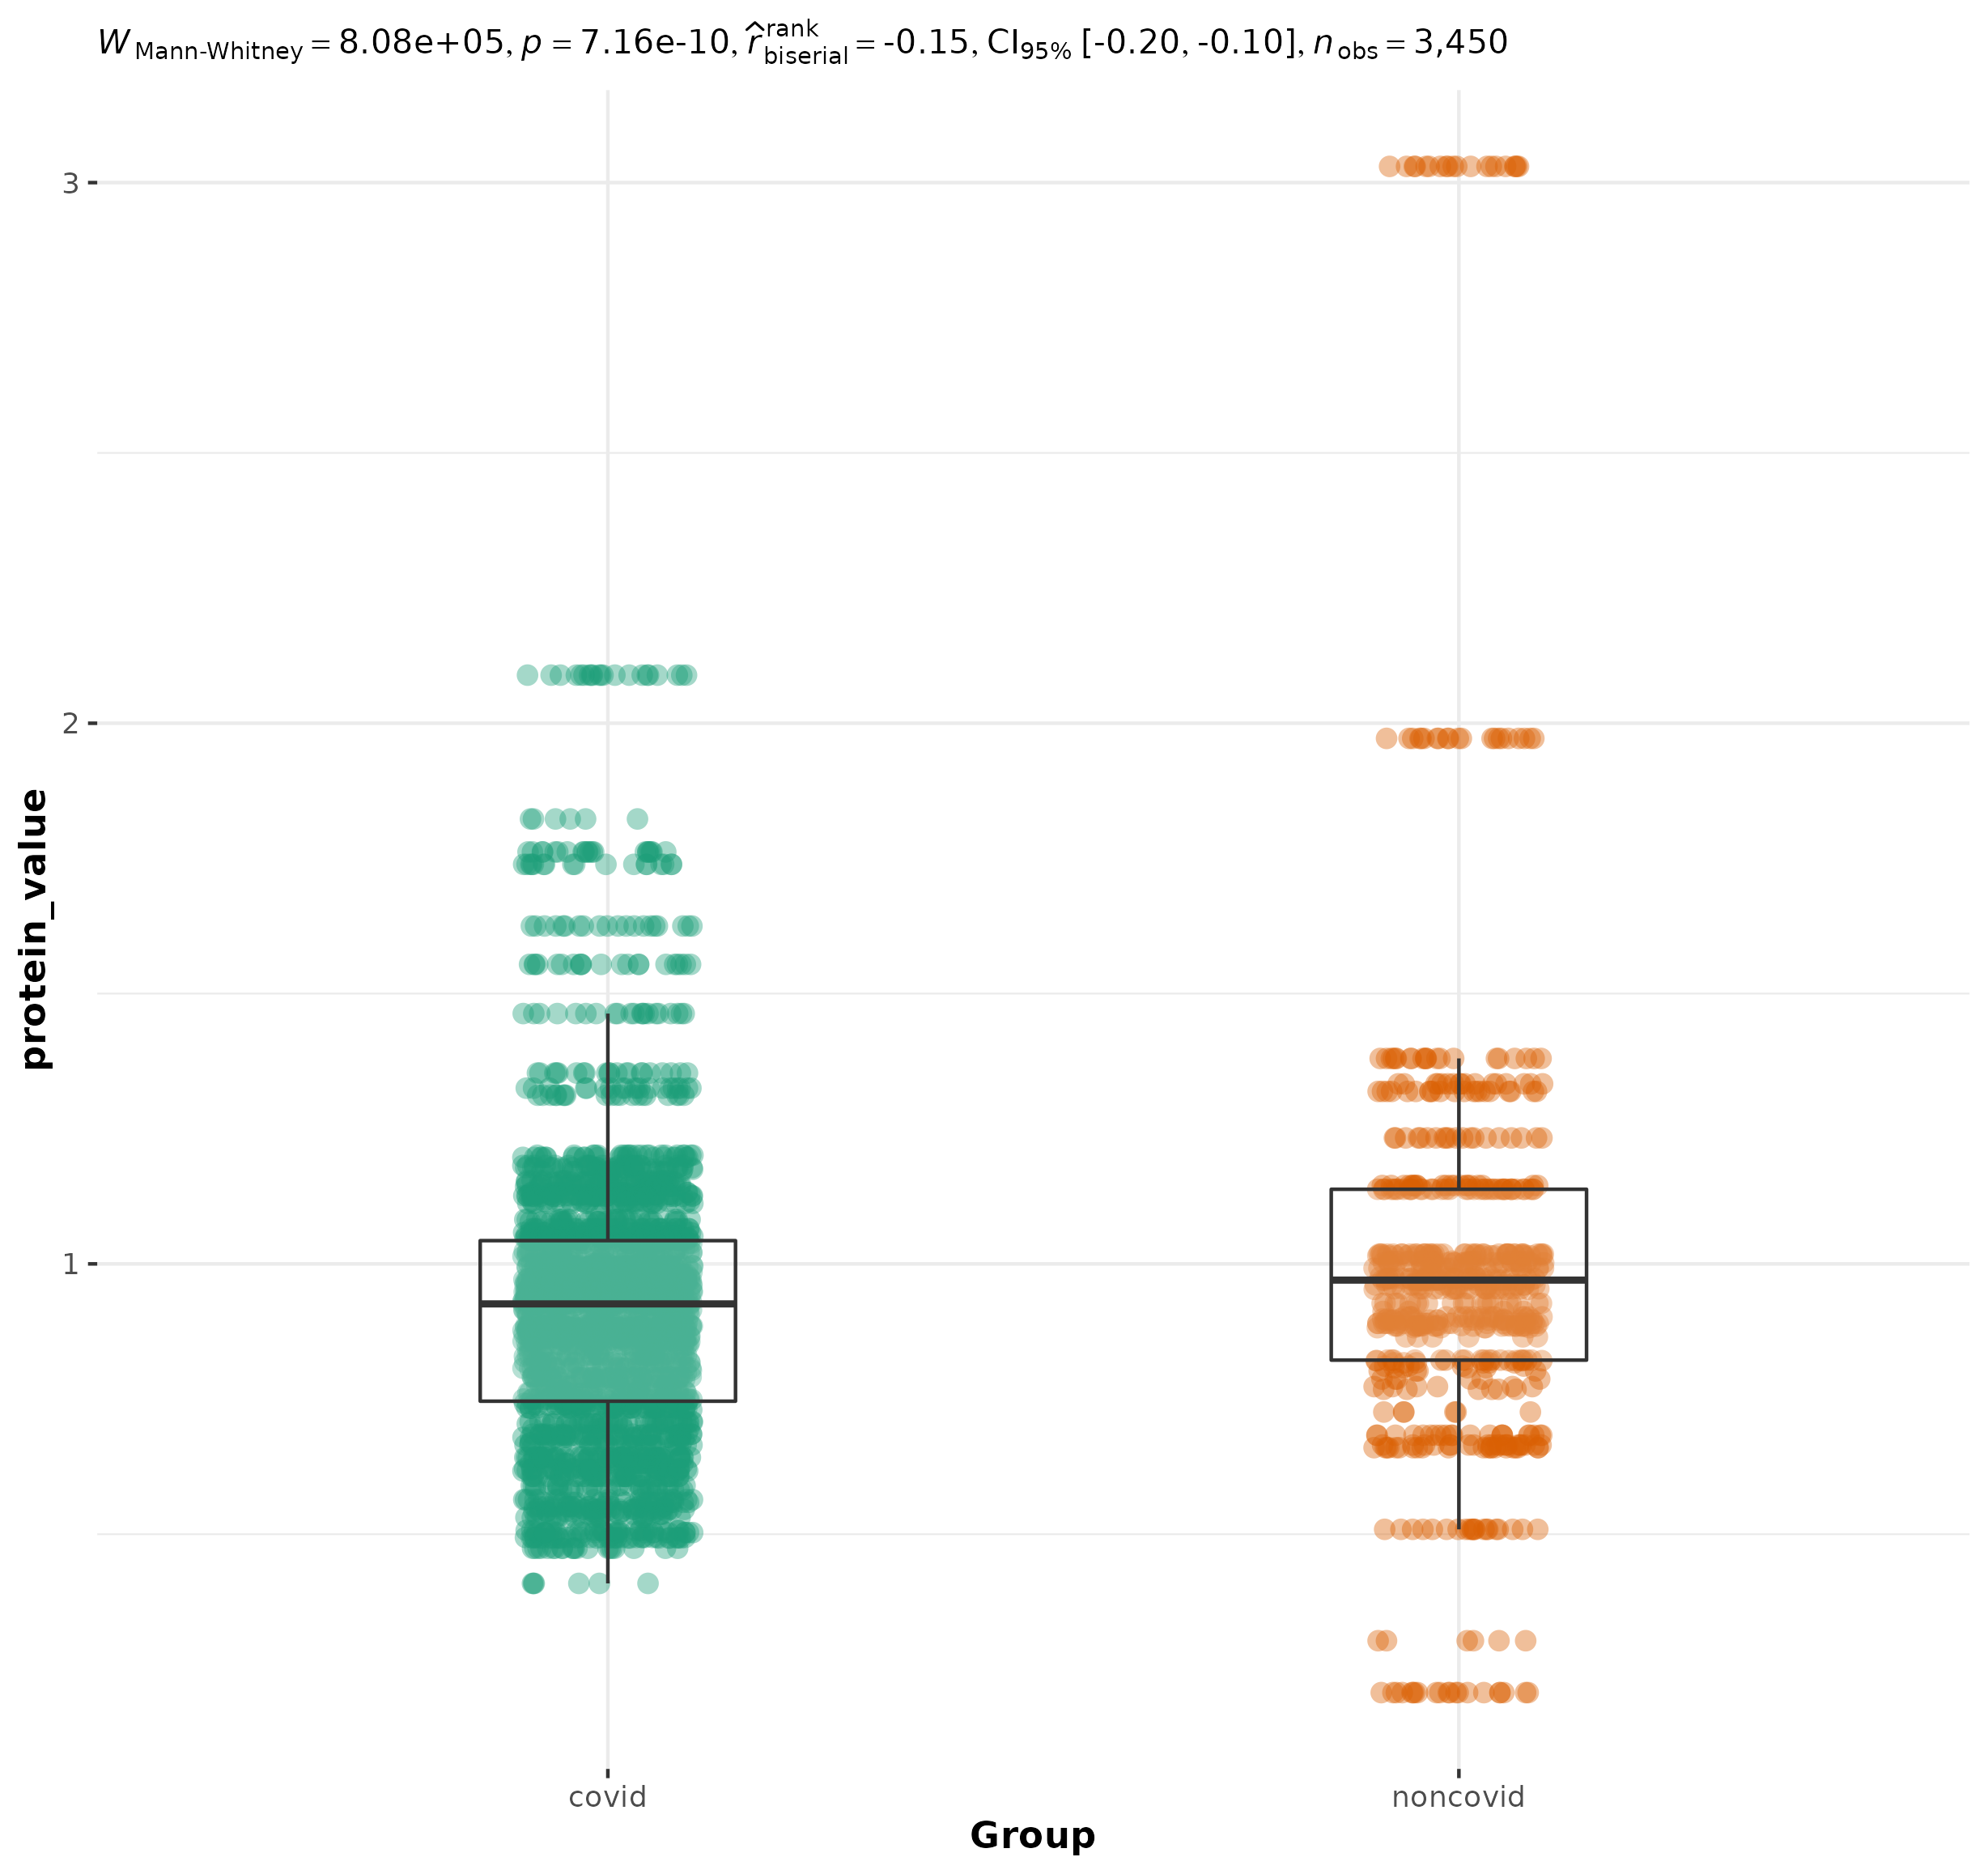 W Mann-Whitney = 8.08e+05, p = 7.16e-10, r̂ rank biserial = -0.15, CI95% [-0.20, -0.10], n obs = 3,450
3
2
1
protein_value
covid noncovid
Group